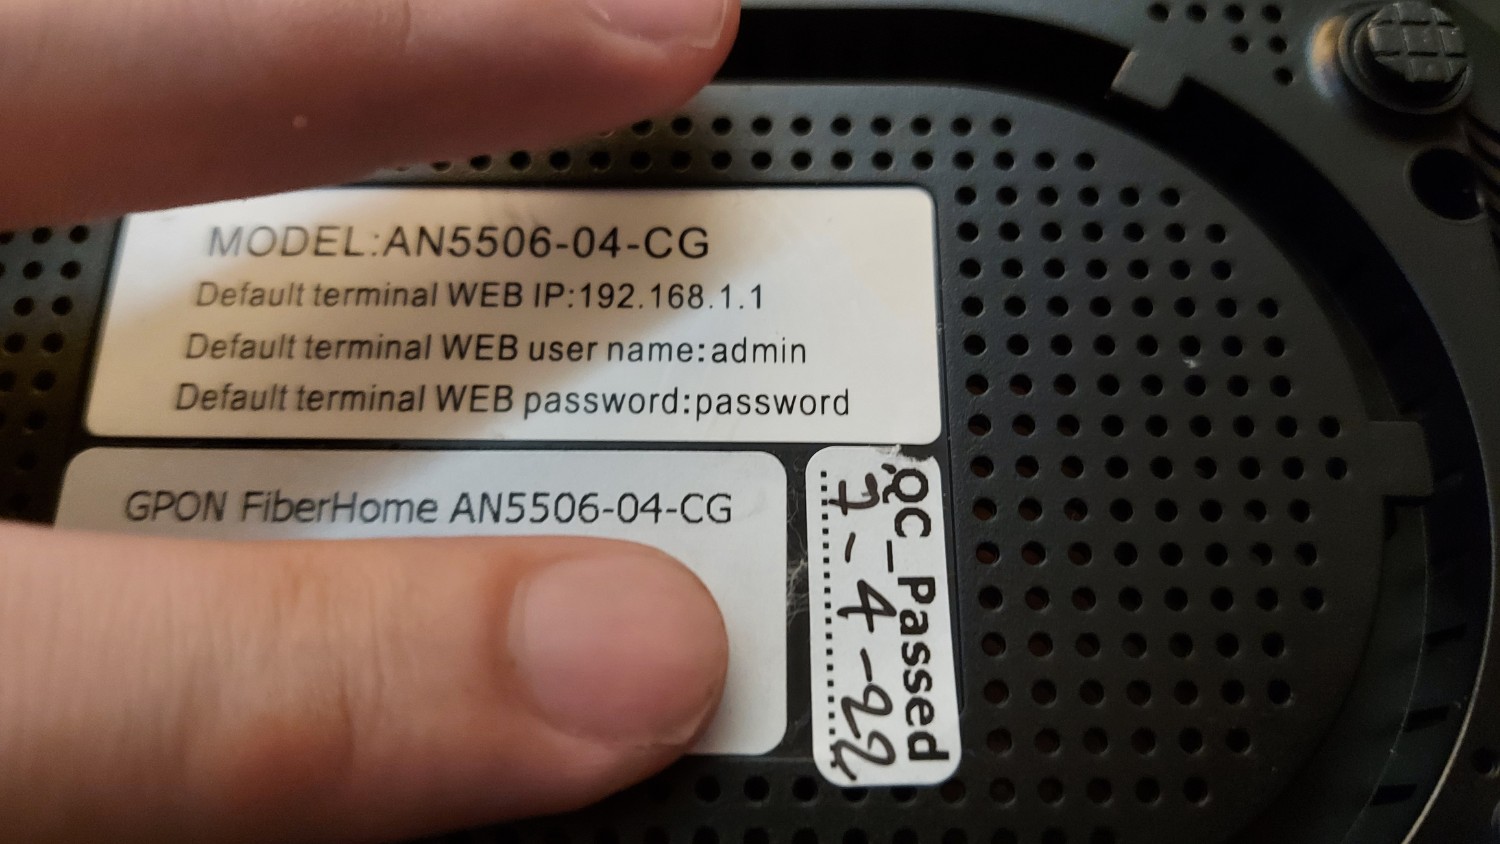 MODEL:AN5506-04-CG
Default terminal WEB IP:192.168.1.1
Default terminal WEB user name:admin
Default terminal WEB password:password
GPON FiberHome AN5506-04-CG
QC_Passed
7-4-22